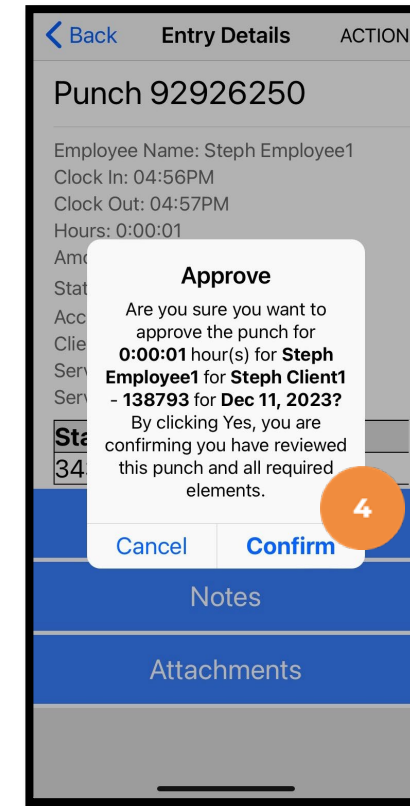 Back Entry Details ACTION
Punch 92926250
Employee Name: Steph Employee1
Clock In: 04:56PM
Clock Out: 04:57PM
Hours: 0:00:01
Approve
Are you sure you want to
approve the punch for
0:00:01 hour(s) for Steph
Employee1 for Steph Client1
- 138793 for Dec 11, 2023?
By clicking Yes, you are
confirming you have reviewed
this punch and all required
elements.
4
Cancel Confirm
Notes
Attachments